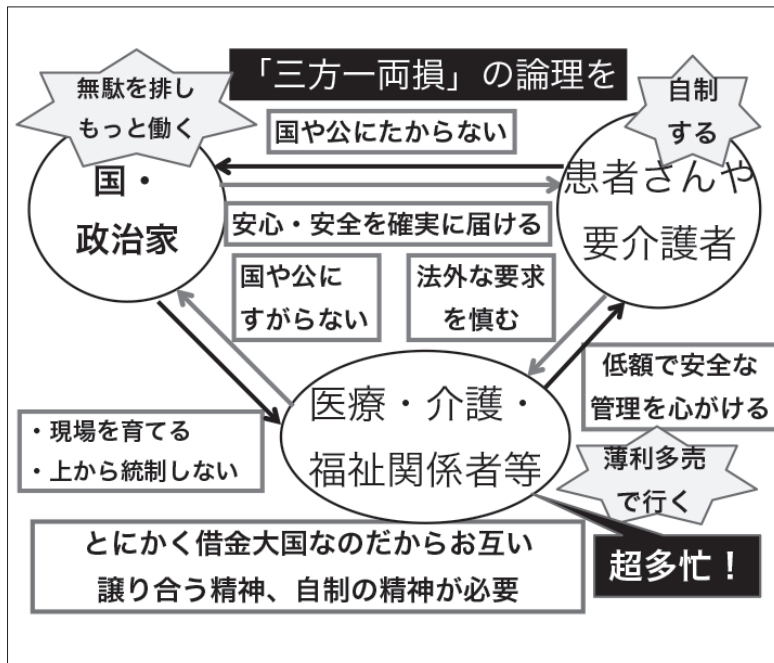 「三方一両損」の論理を
無駄を排し
もっと働く
自制
する
国や公にたからない
国・
政治家
患者さんや
要介護者
安心・安全を確実に届ける
国や公に
すがらない
法外な要求
を慎む
低額で安全な
管理を心がける
医療・介護・
福祉関係者等
・現場を育てる
・上から統制しない
薄利多売
で行く
とにかく借金大国なのだからお互い
譲り合う精神、自制の精神が必要
超多忙！